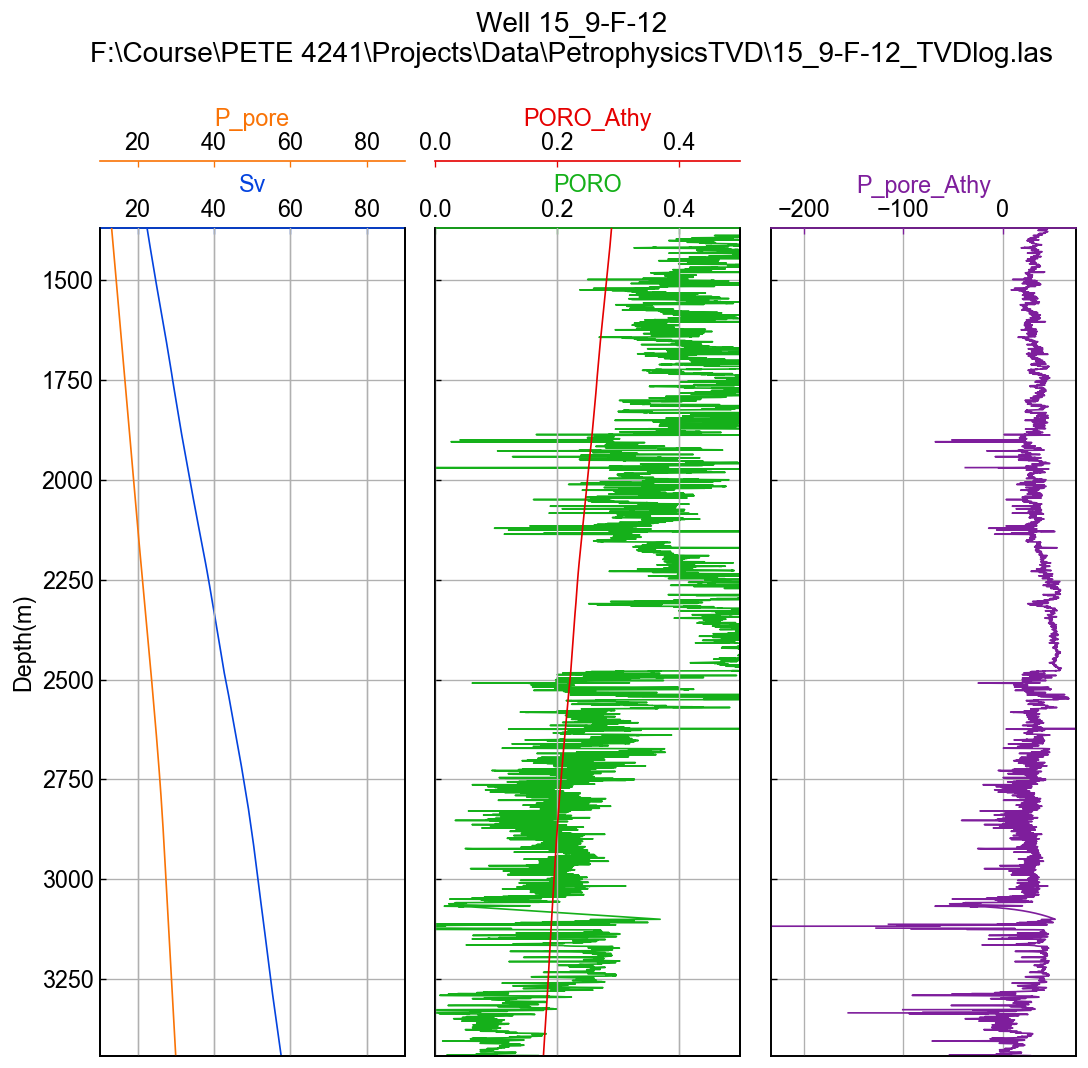 Well 15_9-F-12
F:\Course\PETE 4241\Projects\Data\PetrophysicsTVD\15_9-F-12_TVDlog.las
P_pore
20 40 60 80
Sv
20 40 60 80
PORO_Athy
0.0 0.2 0.4
PORO
0.0 0.2 0.4
P_pore_Athy
−200 −100 0
Depth(m)
1500
1750
2000
2250
2500
2750
3000
3250